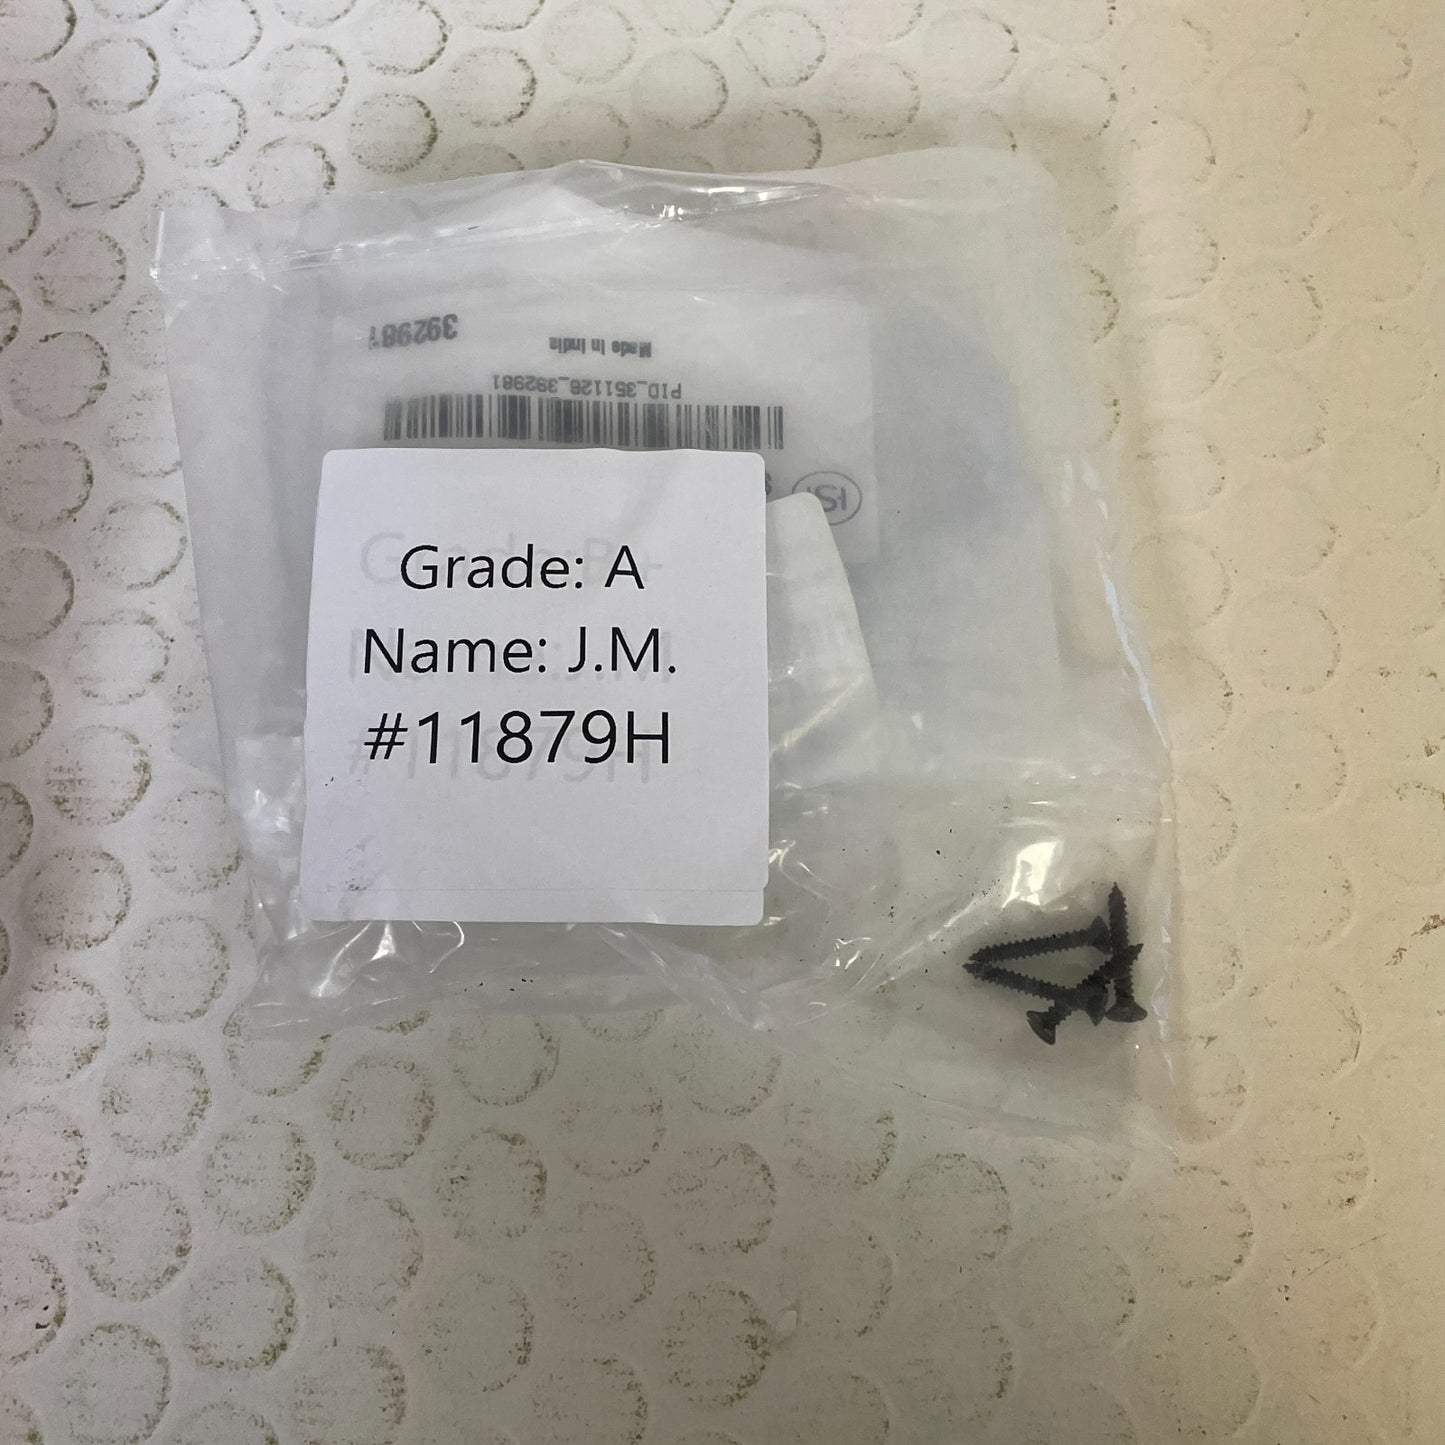 392981
Made in India
PID_351126_392981
Grade: A
Name: J.M.
#11879H